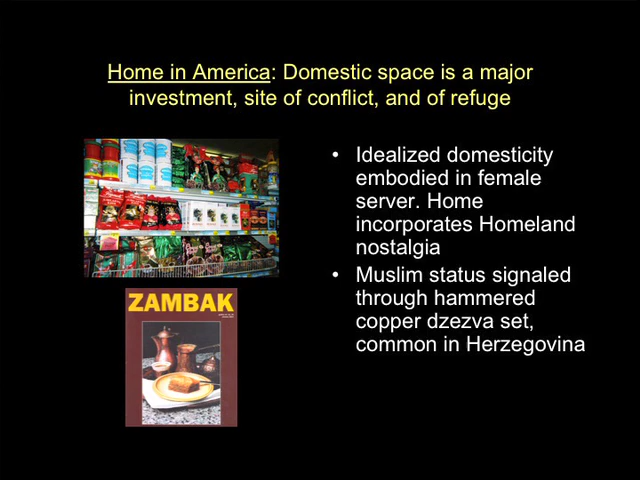 Home in America: Domestic space is a major
investment, site of conflict, and of refuge
• Idealized domesticity
embodied in female
server. Home
incorporates Homeland
nostalgia
• Muslim status signaled
through hammered
copper dzezva set,
common in Herzegovina
ZAMBAK